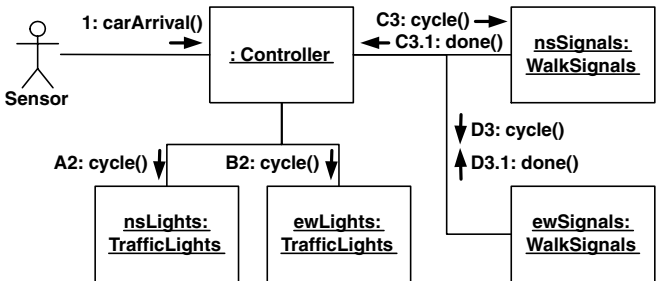 1: carArrival()
Sensor
: Controller
C3: cycle()
C3.1: done()
nsSignals:
WalkSignals
D3: cycle()
D3.1: done()
A2: cycle()
B2: cycle()
nsLights:
TrafficLights
ewLights:
TrafficLights
ewSignals:
WalkSignals